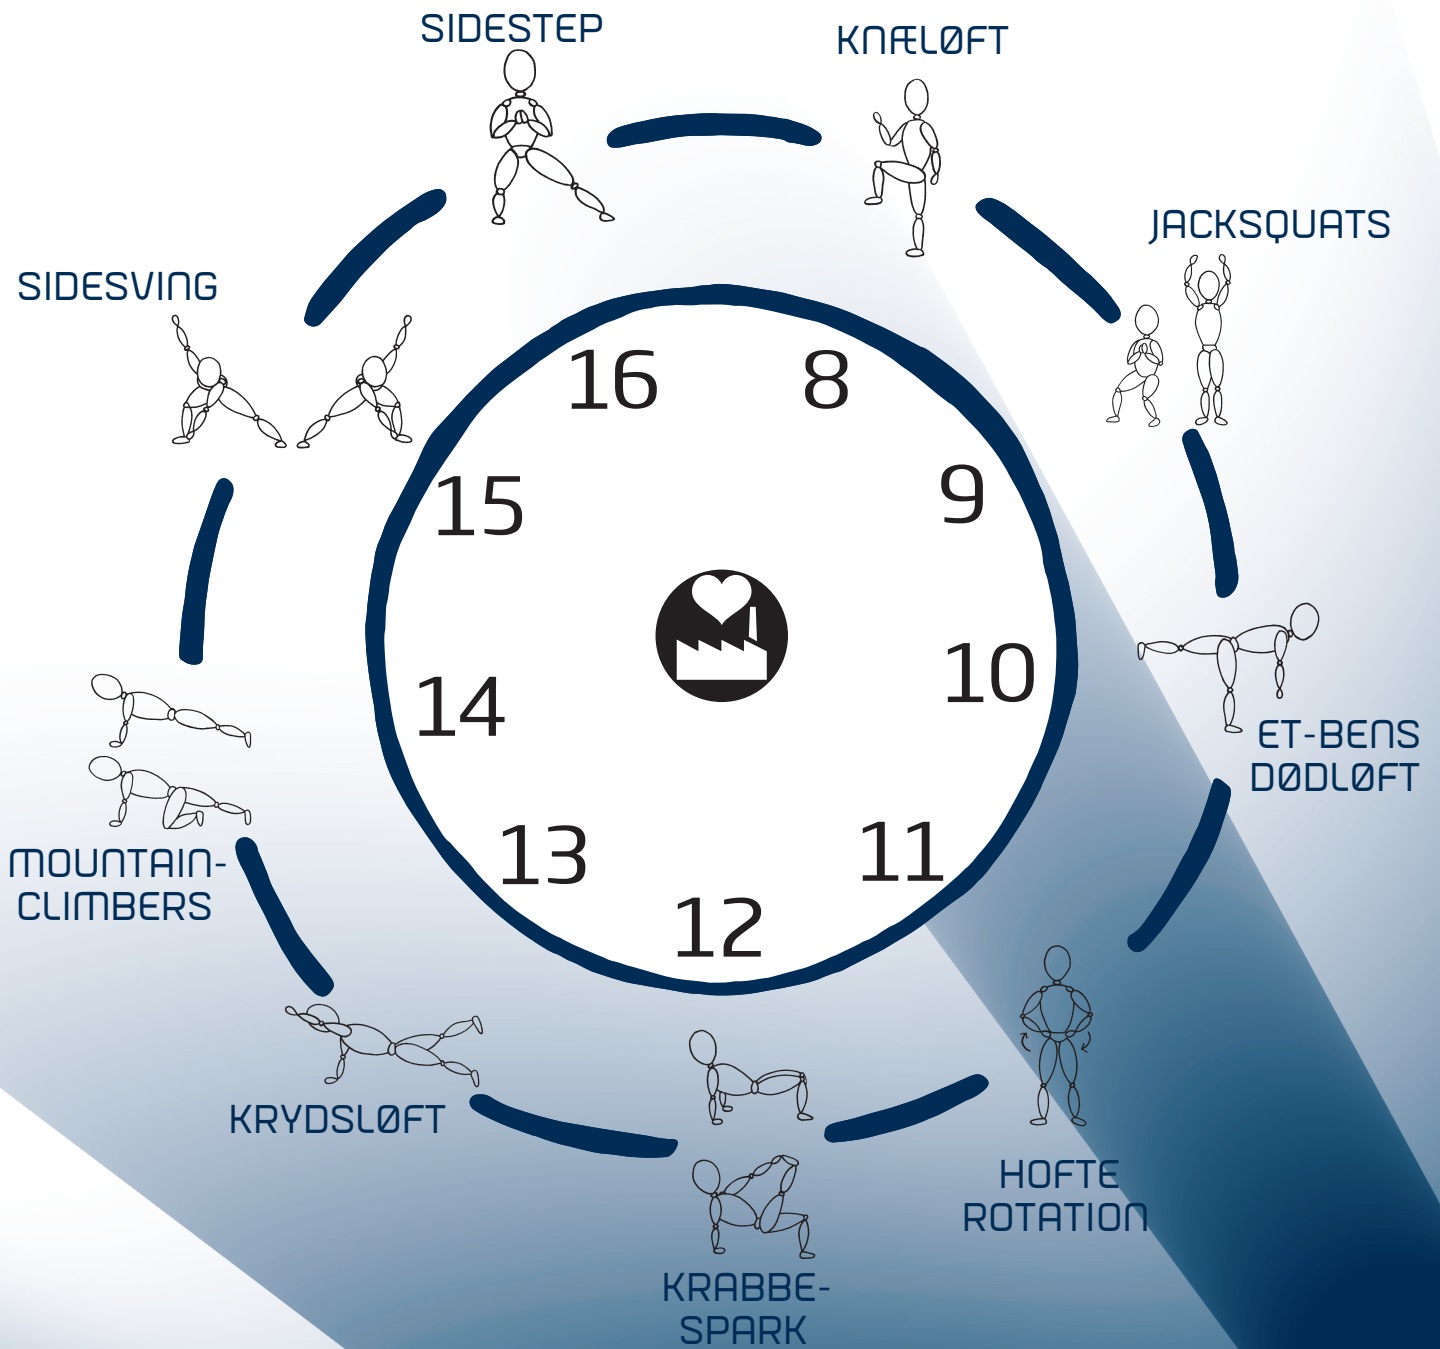 SIDESTEP
KNÆLØFT
JACKSQUATS
SIDESVING
16
8
9
15
10
14
ET-BENS
DØDLØFT
13
11
MOUNTAIN-
CLIMBERS
12
KRYDSLØFT
HOFTE
ROTATION
KRABBE-
SPARK